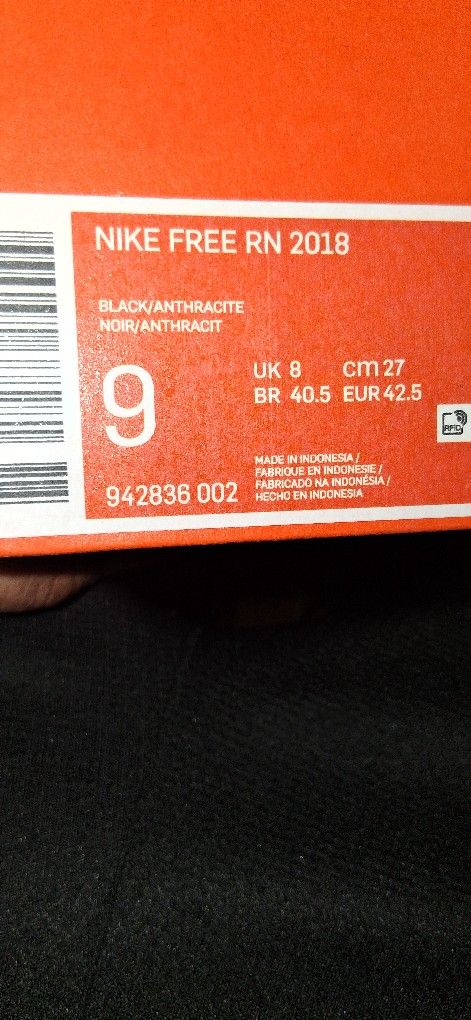 NIKE FREE RN 2018
BLACK/ANTHRACITE
NOIR/ANTHRACIT
9
UK 8 cm 27
BR 40.5 EUR 42.5
RFID
942836 002
MADE IN INDONESIA /
FABRIQUE EN INDONESIE /
FABRICADO NA INDONÉSIA /
HECHO EN INDONESIA